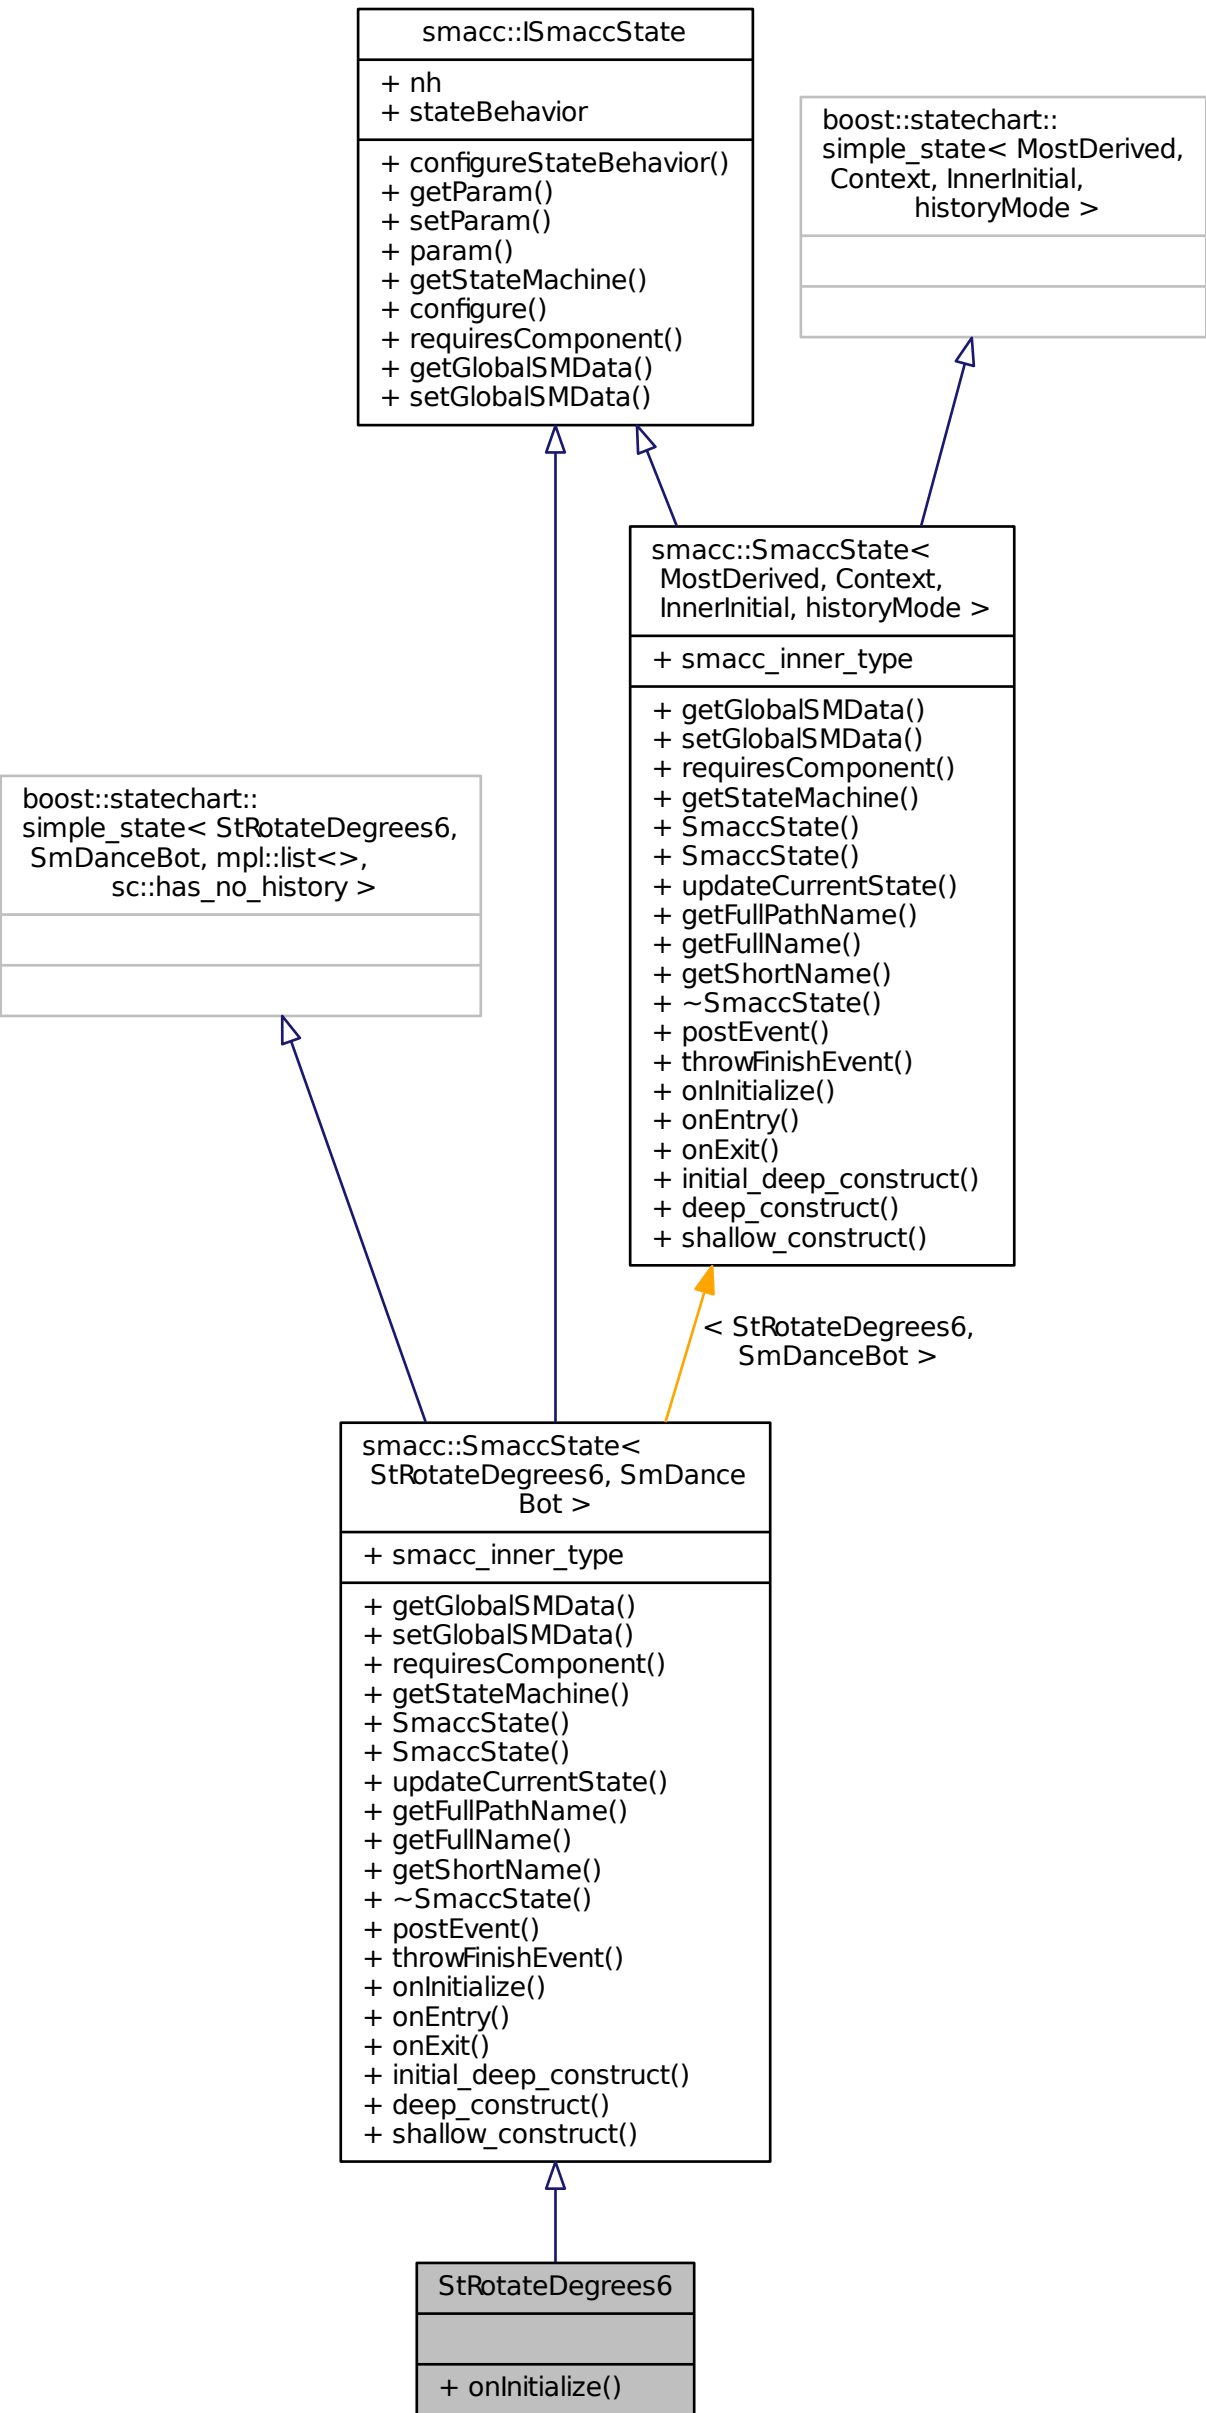 smacc::ISmaccState
+ nh
+ stateBehavior
+ configureStateBehavior()
+ getParam()
+ setParam()
+ param()
+ getStateMachine()
+ configure()
+ requiresComponent()
+ getGlobalSMData()
+ setGlobalSMData()
boost::statechart::
simple_state< MostDerived,
Context, InnerInitial,
historyMode >
smacc::SmaccState<
MostDerived, Context,
InnerInitial, historyMode >
+ smacc_inner_type
+ getGlobalSMData()
+ setGlobalSMData()
+ requiresComponent()
+ getStateMachine()
+ SmaccState()
+ SmaccState()
+ updateCurrentState()
+ getFullPathName()
+ getFullName()
+ getShortName()
+ ~SmaccState()
+ postEvent()
+ throwFinishEvent()
+ onInitialize()
+ onEntry()
+ onExit()
+ initial_deep_construct()
+ deep_construct()
+ shallow_construct()
boost::statechart::
simple_state< StRotateDegrees6,
SmDanceBot, mpl::list<>,
sc::has_no_history >
< StRotateDegrees6,
SmDanceBot >
smacc::SmaccState<
StRotateDegrees6, SmDance
Bot >
+ smacc_inner_type
+ getGlobalSMData()
+ setGlobalSMData()
+ requiresComponent()
+ getStateMachine()
+ SmaccState()
+ SmaccState()
+ updateCurrentState()
+ getFullPathName()
+ getFullName()
+ getShortName()
+ ~SmaccState()
+ postEvent()
+ throwFinishEvent()
+ onInitialize()
+ onEntry()
+ onExit()
+ initial_deep_construct()
+ deep_construct()
+ shallow_construct()
StRotateDegrees6
+ onInitialize()